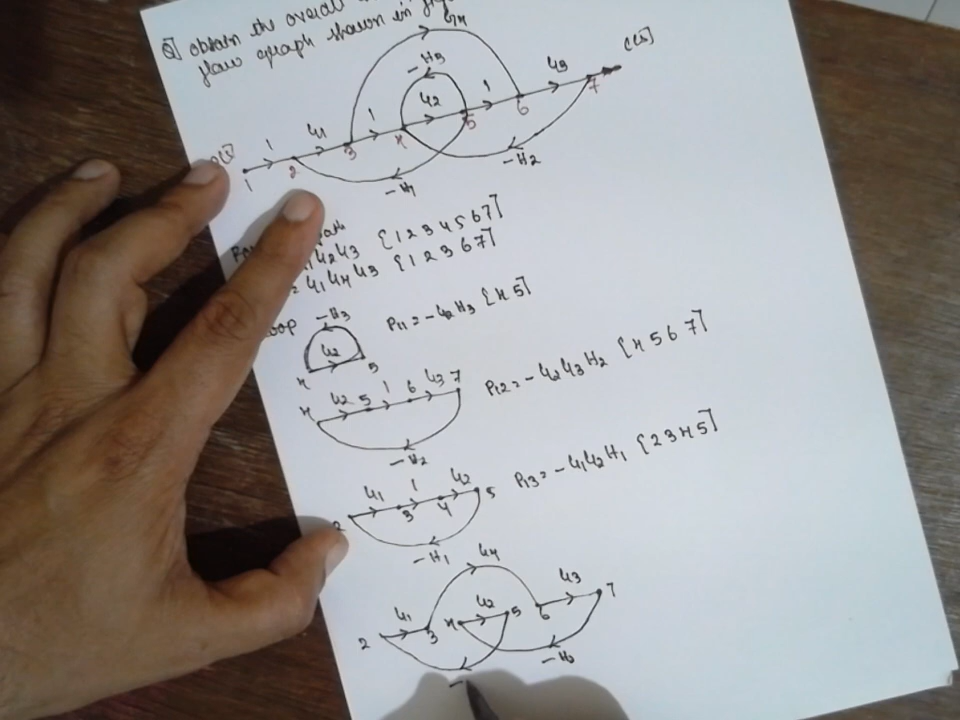 Q] obtain the overall
flow graph shown in
G4
-H3
C(s)
1 G1 1 G2 1 G3
1 2 3 4 5 6 7
-H1 -H2
G2G3 {1 2 3 4 5 6 7}
= G1G4G3 {1 2 3 6 7}
-H3
P11 = -G2H3 {4 5}
G2
4 5
G2 1 G3
4 5 6 7
P12 = -G2G3H2 {4 5 6 7}
-H2
G1 1 G2
2 3 4 5
P13 = -G1G2H1 {2 3 4 5}
-H1
G4
G1 G2 G3
2 3 4 5 6 7
-H2
-